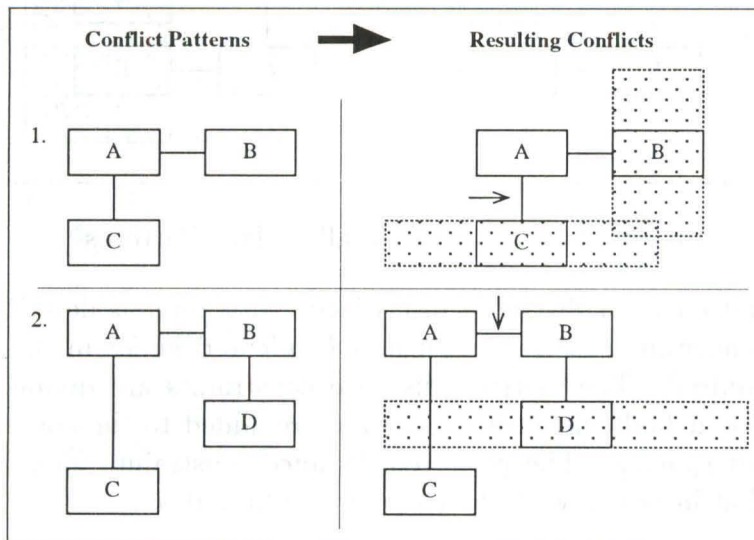 Conflict Patterns Resulting Conflicts
1.
A B
C
A B
C
2.
A B
D
C
A B
D
C